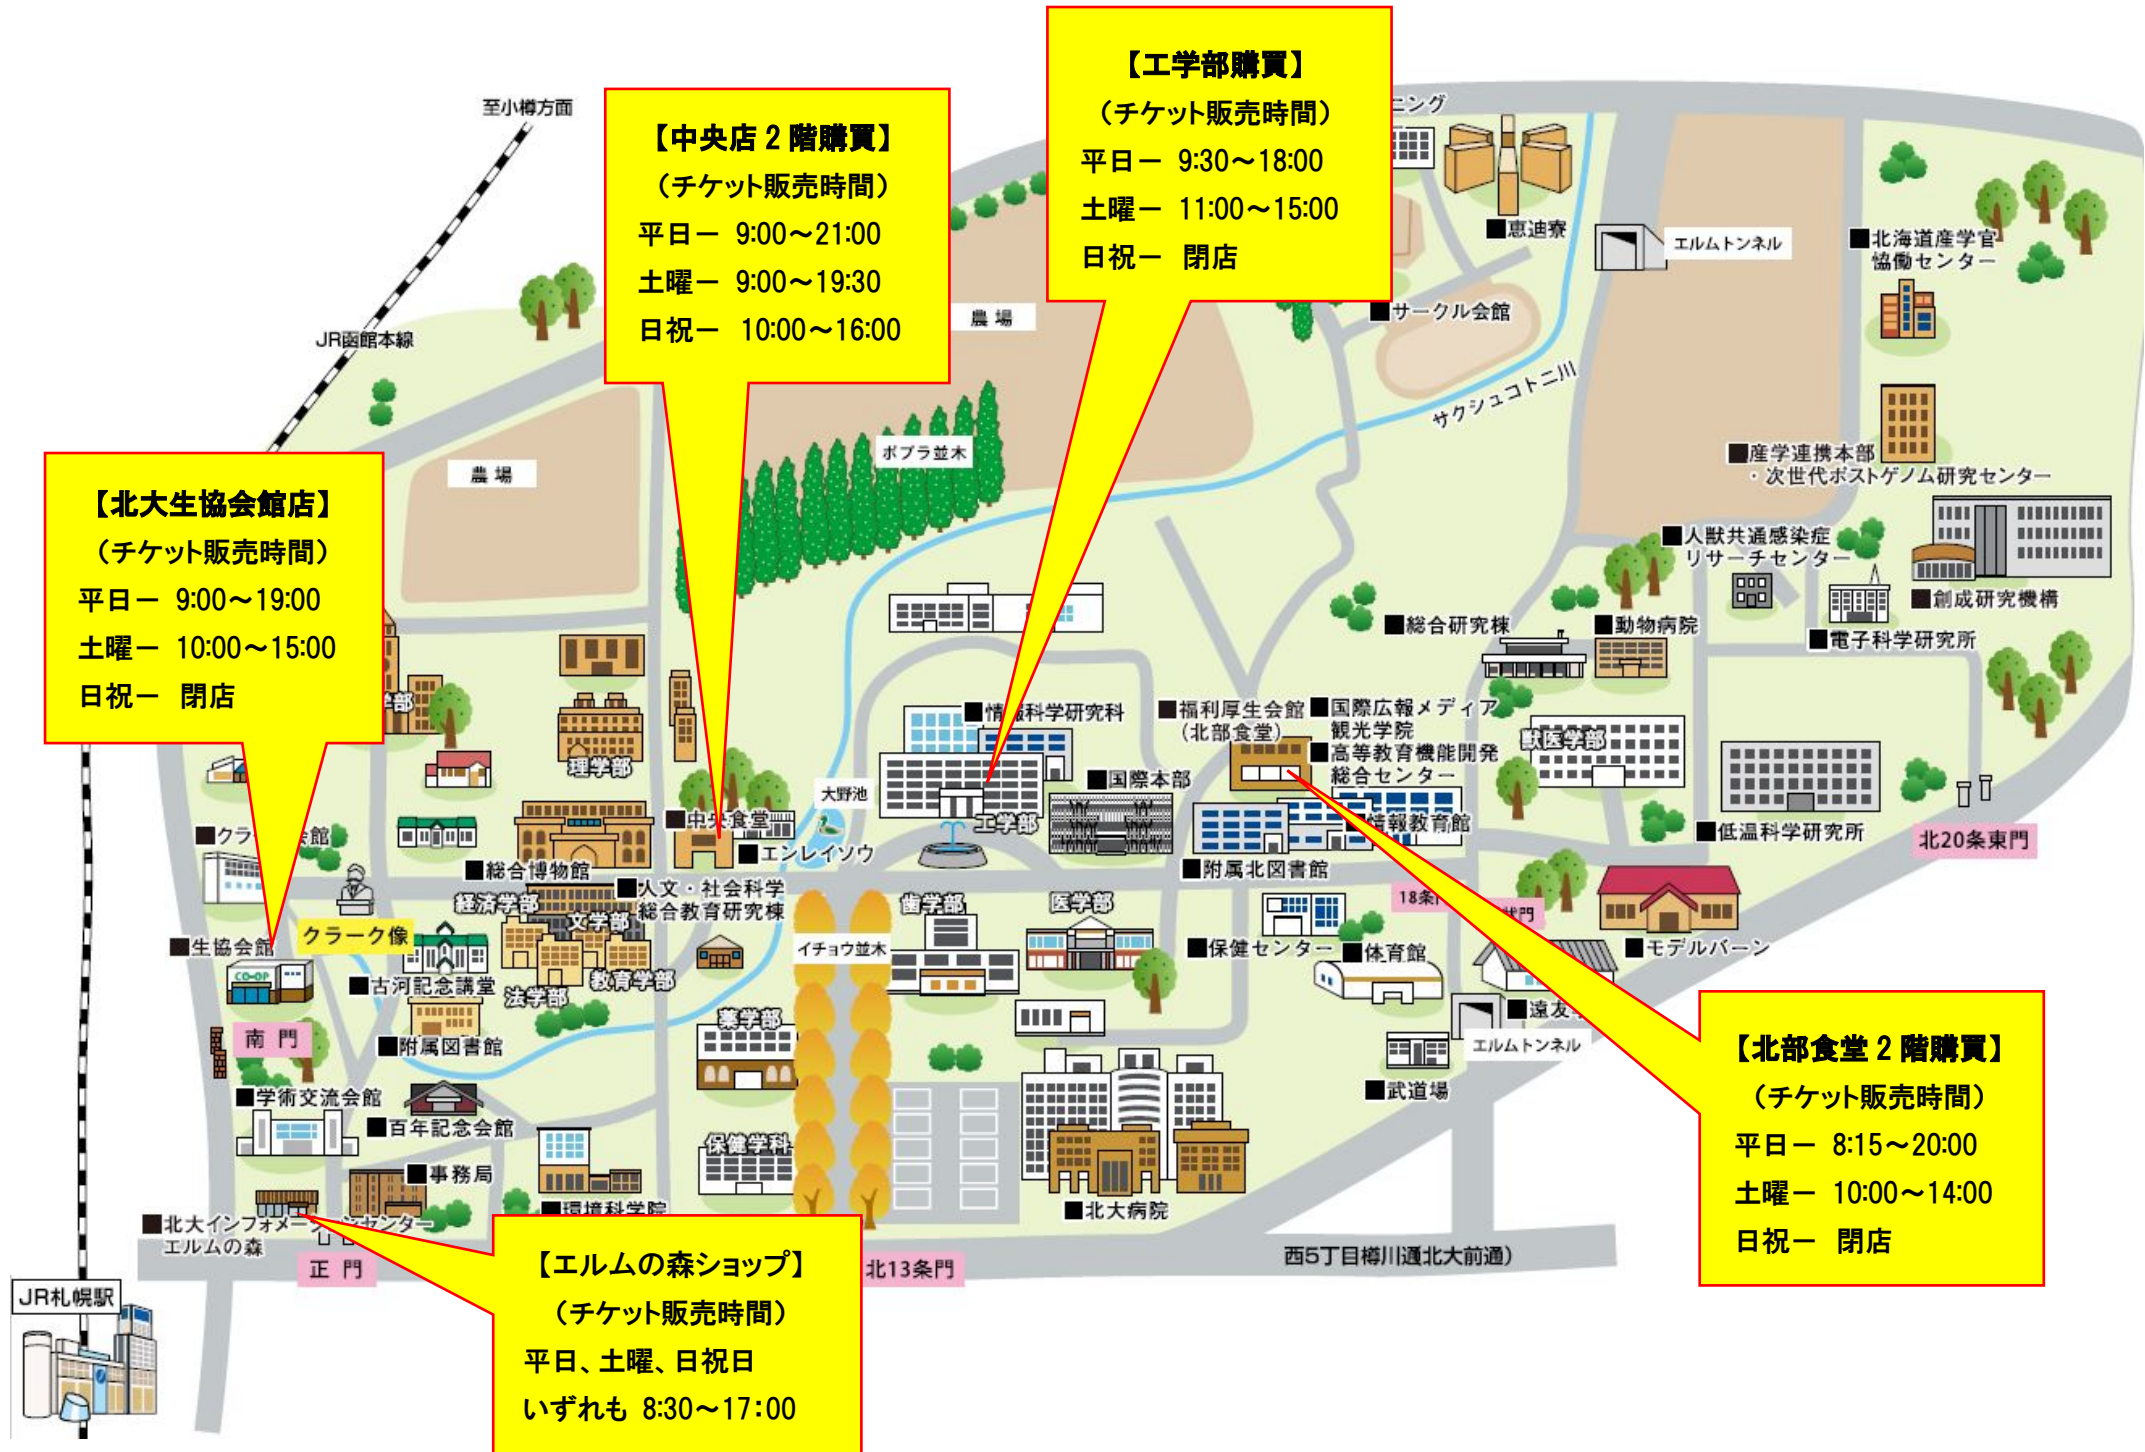 【工学部購買】
(チケット販売時間)
平日ー 9:30～18:00
土曜ー 11:00～15:00
日祝ー 閉店
【中央店2階購買】
(チケット販売時間)
平日ー 9:00～21:00
土曜ー 9:00～19:30
日祝ー 10:00～16:00
【北大生協会館店】
(チケット販売時間)
平日ー 9:00～19:00
土曜ー 10:00～15:00
日祝ー 閉店
【北部食堂2階購買】
(チケット販売時間)
平日ー 8:15～20:00
土曜ー 10:00～14:00
日祝ー 閉店
【エルムの森ショップ】
(チケット販売時間)
平日、土曜、日祝日
いずれも 8:30～17:00
至小樽方面
JR函館本線
農場
農場
ポプラ並木
ニング
■恵迪寮
エルムトンネル
■北海道産学官
協働センター
■サークル会館
サクシュコトニ川
■産学連携本部
・次世代ポストゲノム研究センター
■人獣共通感染症
リサーチセンター
■創成研究機構
■電子科学研究所
■総合研究棟
■動物病院
■情報科学研究科
■福利厚生会館
(北部食堂)
■国際広報メディア
観光学院
■高等教育機能開発
総合センター
獣医学部
学部
理学部
大野池
■国際本部
工学部
■中央食堂
■エンレイソウ
■情報教育館
■低温科学研究所
北20条東門
■クラーク会館
■総合博物館
■附属北図書館
経済学部
文学部
■人文・社会科学
総合教育研究棟
歯学部
医学部
18条門
クラーク像
■生協会館
CO-OP
イチョウ並木
■保健センター
■体育館
■モデルバーン
■古河記念講堂
法学部
教育学部
南門
■附属図書館
薬学部
■遠友
エルムトンネル
■武道場
■学術交流会館
■百年記念会館
保健学科
■事務局
■環境科学院
■北大病院
■北大インフォメーションセンター
エルムの森
正門
北13条門
西5丁目樽川通北大前通)
JR札幌駅